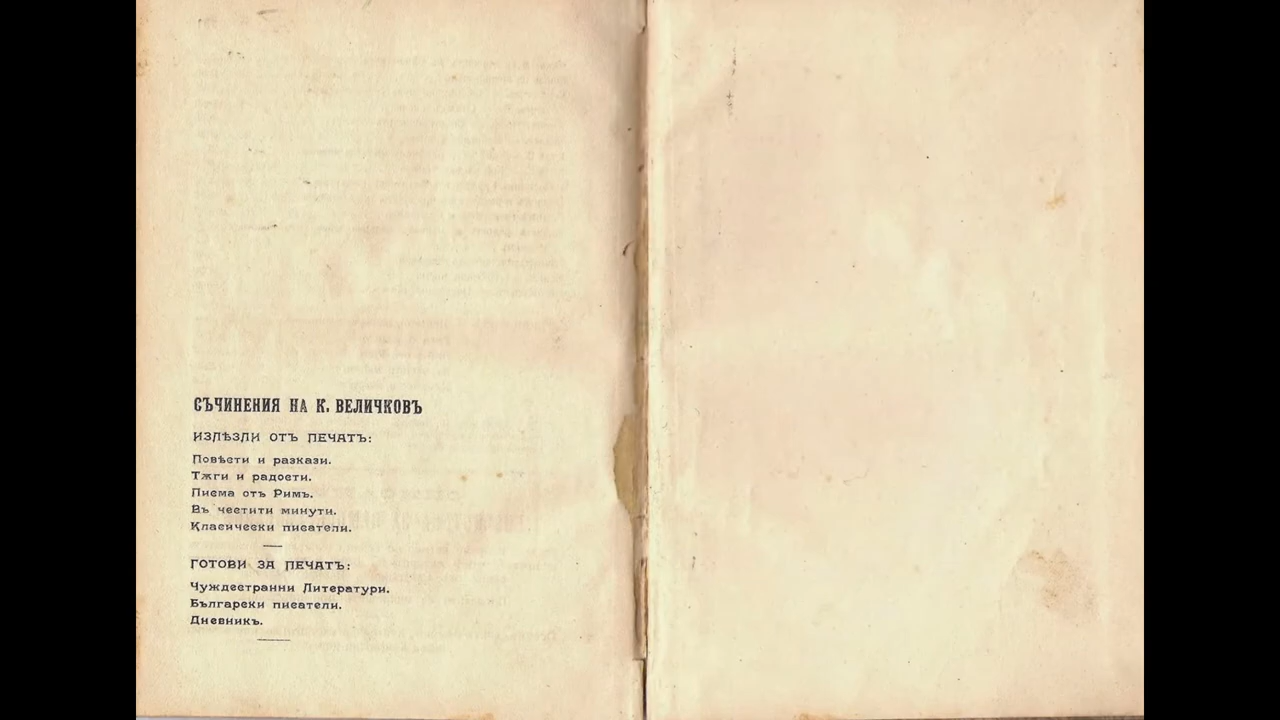 СЪЧИНЕНИЯ НА К. ВЕЛИЧКОВЪ
ИЗЛѢЗЛИ ОТЪ ПЕЧАТЪ:
Повѣсти и разкази.
Тѫги и радости.
Писма отъ Римъ.
Въ честити минути.
Класически писатели.
ГОТОВИ ЗА ПЕЧАТЪ:
Чуждестранни Литератури.
Български писатели.
Дневникъ.